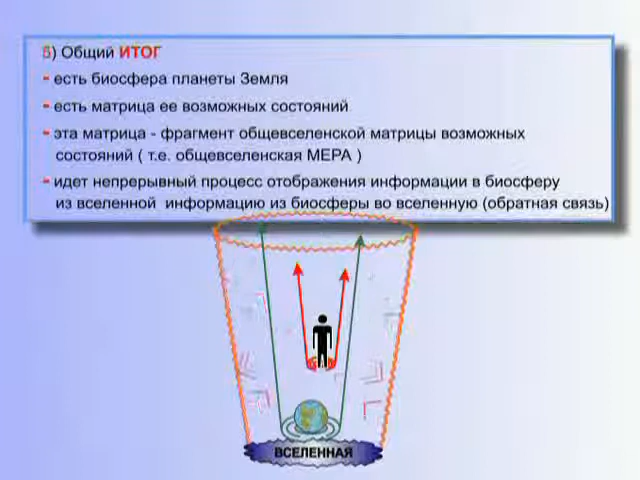 5) Общий ИТОГ
- есть биосфера планеты Земля
- есть матрица ее возможных состояний
- эта матрица - фрагмент общевселенской матрицы возможных
состояний ( т.е. общевселенская МЕРА )
- идет непрерывный процесс отображения информации в биосферу
из вселенной информацию из биосферы во вселенную (обратная связь)
ВСЕЛЕННАЯ